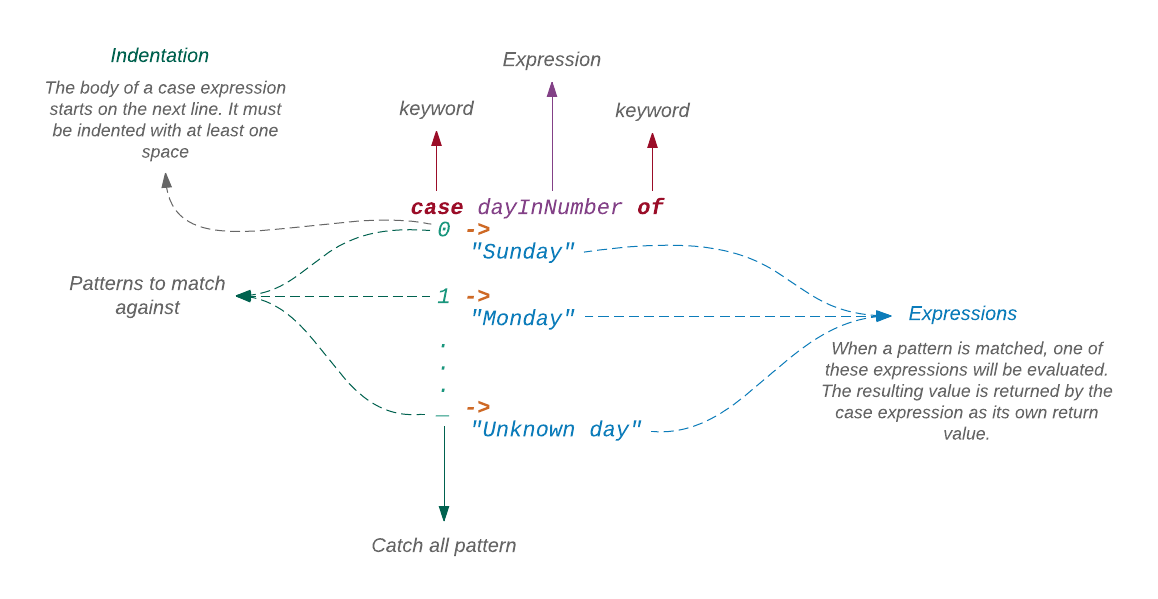 Indentation
The body of a case expression
starts on the next line. It must
be indented with at least one
space
Expression
keyword
keyword
case dayInNumber of
0 ->
"Sunday"
1 ->
"Monday"
.
.
.
_ ->
"Unknown day"
Patterns to match
against
Expressions
When a pattern is matched, one of
these expressions will be evaluated.
The resulting value is returned by the
case expression as its own return
value.
Catch all pattern